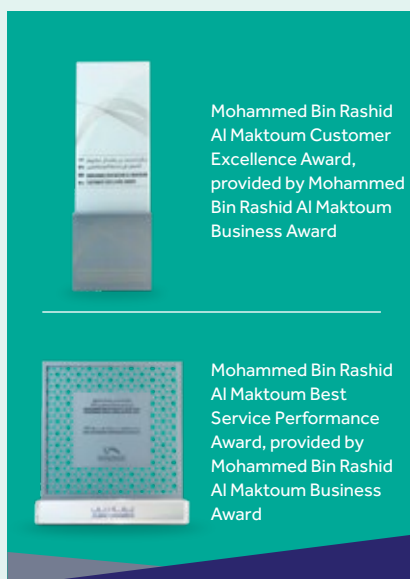 Mohammed Bin Rashid
Al Maktoum Customer
Excellence Award,
provided by Mohammed
Bin Rashid Al Maktoum
Business Award
Mohammed Bin Rashid
Al Maktoum Best
Service Performance
Award, provided by
Mohammed Bin Rashid
Al Maktoum Business
Award